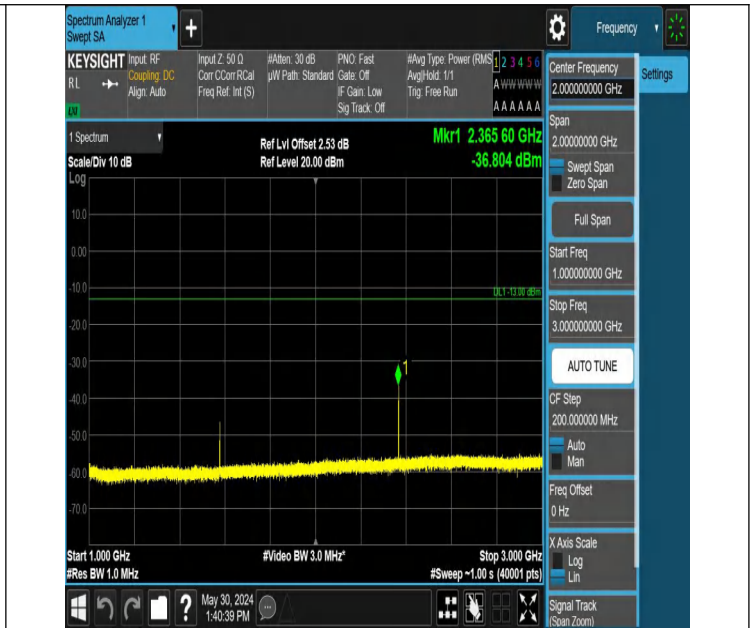 Spectrum Analyzer 1
Swept SA
+
Frequency
KEYSIGHT
RL
LXI
Input: RF
Coupling: DC
Align: Auto
Input Z: 50 Ω
Corr CCorr RCal
Freq Ref: Int (S)
#Atten: 30 dB
µW Path: Standard
PNO: Fast
Gate: Off
IF Gain: Low
Sig Track: Off
#Avg Type: Power (RMS
Avg|Hold: 1/1
Trig: Free Run
1 2 3 4 5 6
A W W W W W
A A A A A A
1 Spectrum
Scale/Div 10 dB
Log
Ref Lvl Offset 2.53 dB
Ref Level 20.00 dBm
Mkr1 2.365 60 GHz
-36.804 dBm
10.0
0.00
-10.0
-20.0
-30.0
-40.0
-50.0
-60.0
-70.0
DL1 -13.00 dBm
1
Start 1.000 GHz
#Res BW 1.0 MHz
#Video BW 3.0 MHz*
Stop 3.000 GHz
#Sweep ~1.00 s (40001 pts)
May 30, 2024
1:40:39 PM
Center Frequency
2.000000000 GHz
Settings
Span
2.00000000 GHz
Swept Span
Zero Span
Full Span
Start Freq
1.000000000 GHz
Stop Freq
3.000000000 GHz
AUTO TUNE
CF Step
200.000000 MHz
Auto
Man
Freq Offset
0 Hz
X Axis Scale
Log
Lin
Signal Track
(Span Zoom)